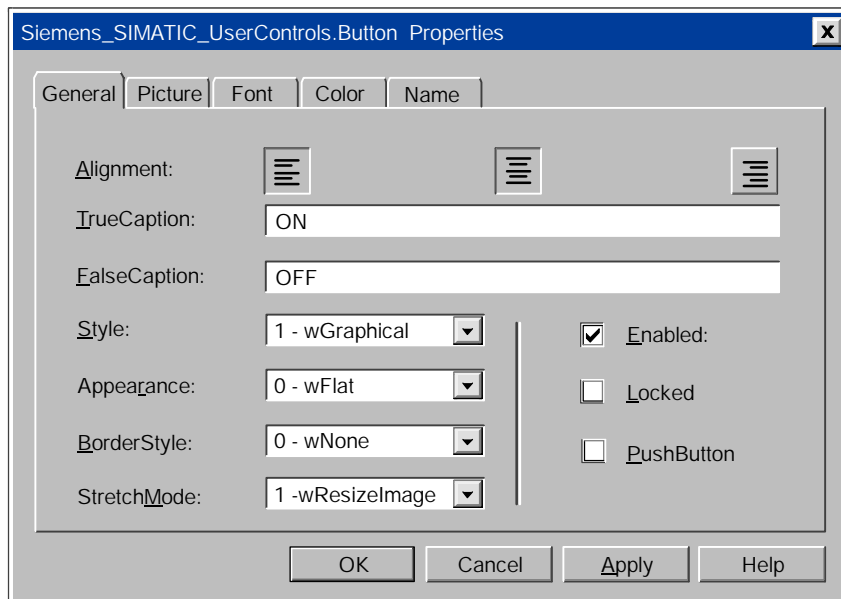 Siemens_SIMATIC_UserControls.Button Properties
General Picture Font Color Name
Alignment:
TrueCaption: ON
FalseCaption: OFF
Style: 1 - wGraphical Enabled:
Appearance: 0 - wFlat Locked
BorderStyle: 0 - wNone PushButton
StretchMode: 1 -wResizeImage
OK Cancel Apply Help